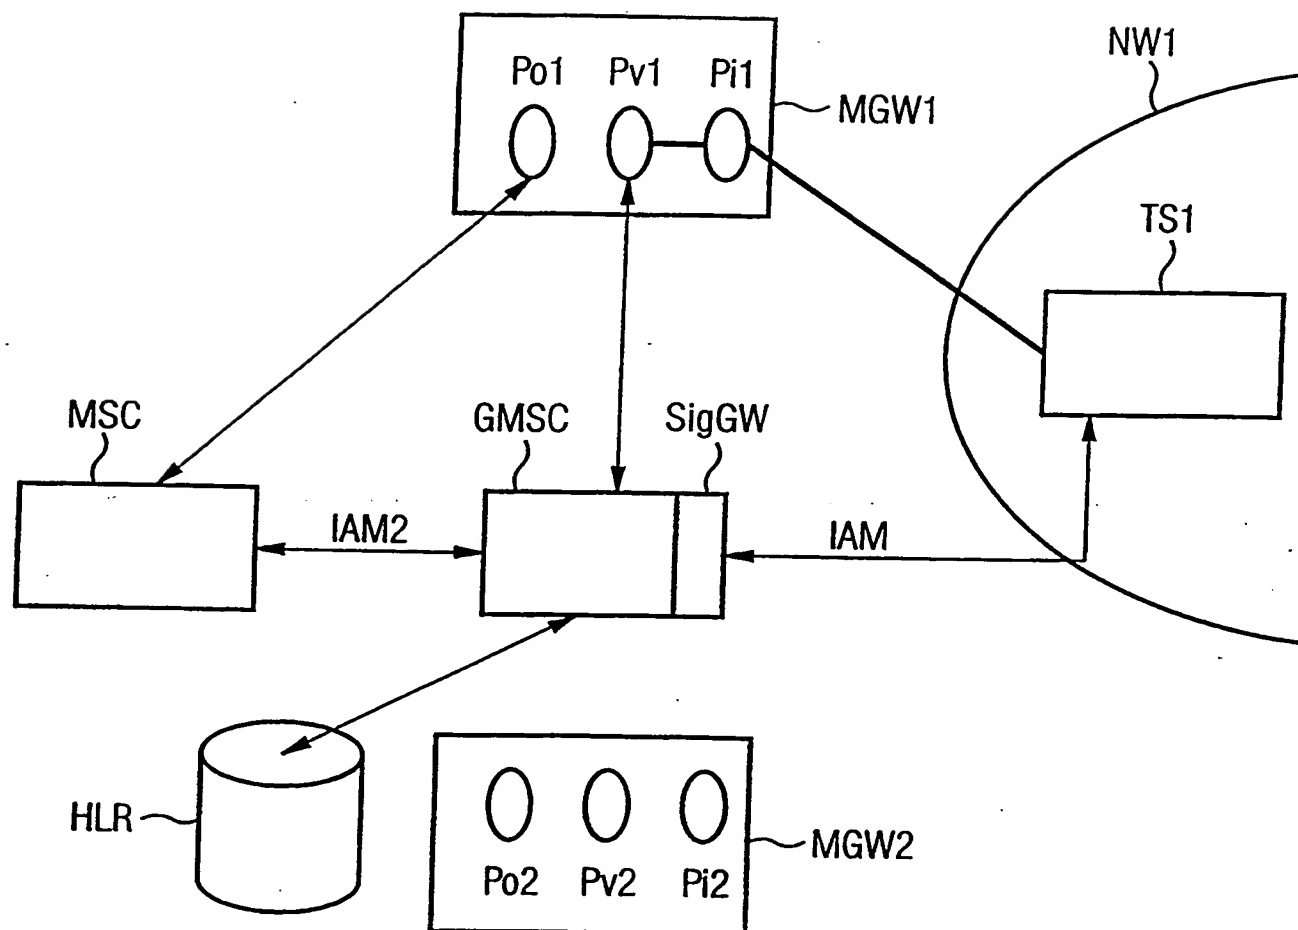 NW1
Po1 Pv1 Pi1
MGW1
TS1
MSC
GMSC
SigGW
IAM2
IAM
HLR
MGW2
Po2 Pv2 Pi2